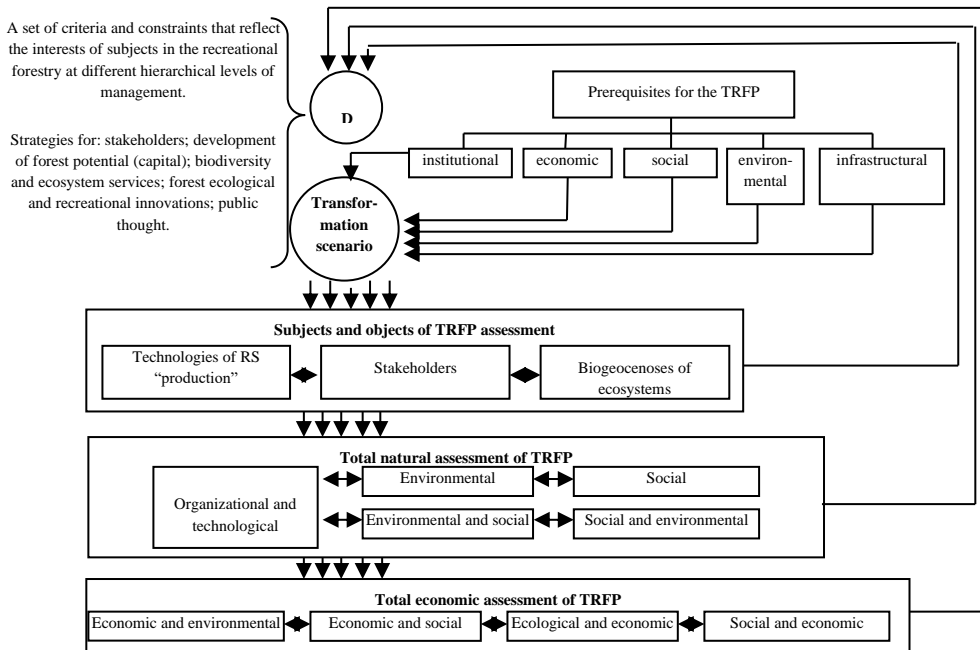 A set of criteria and constraints that reflect
the interests of subjects in the recreational
forestry at different hierarchical levels of
management.
Strategies for: stakeholders; development
of forest potential (capital); biodiversity
and ecosystem services; forest ecological
and recreational innovations; public
thought.
D
Prerequisites for the TRFP
institutional
economic
social
environ-
mental
infrastructural
Transfor-
mation
scenario
Subjects and objects of TRFP assessment
Technologies of RS
“production”
Stakeholders
Biogeocenoses of
ecosystems
Total natural assessment of TRFP
Organizational and
technological
Environmental
Social
Environmental and social
Social and environmental
Total economic assessment of TRFP
Economic and environmental
Economic and social
Ecological and economic
Social and economic